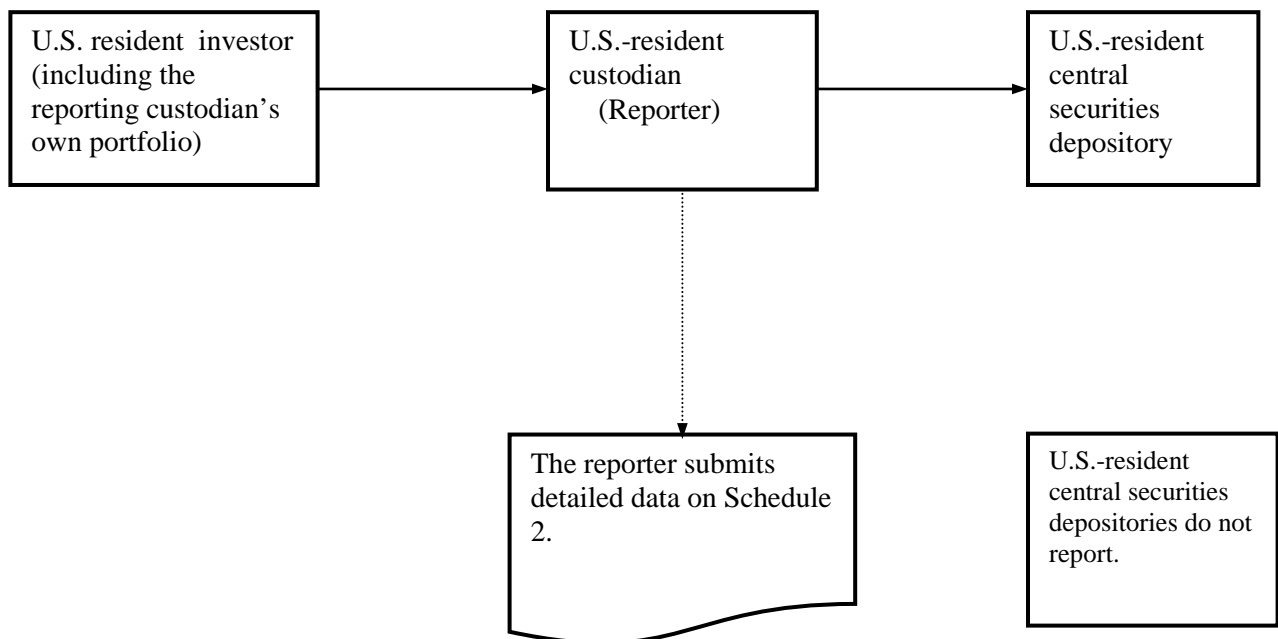 U.S. resident investor
(including the
reporting custodian's
own portfolio)
U.S.-resident
custodian
(Reporter)
U.S.-resident
central
securities
depository
The reporter submits
detailed data on Schedule
2.
U.S.-resident
central securities
depositories do not
report.